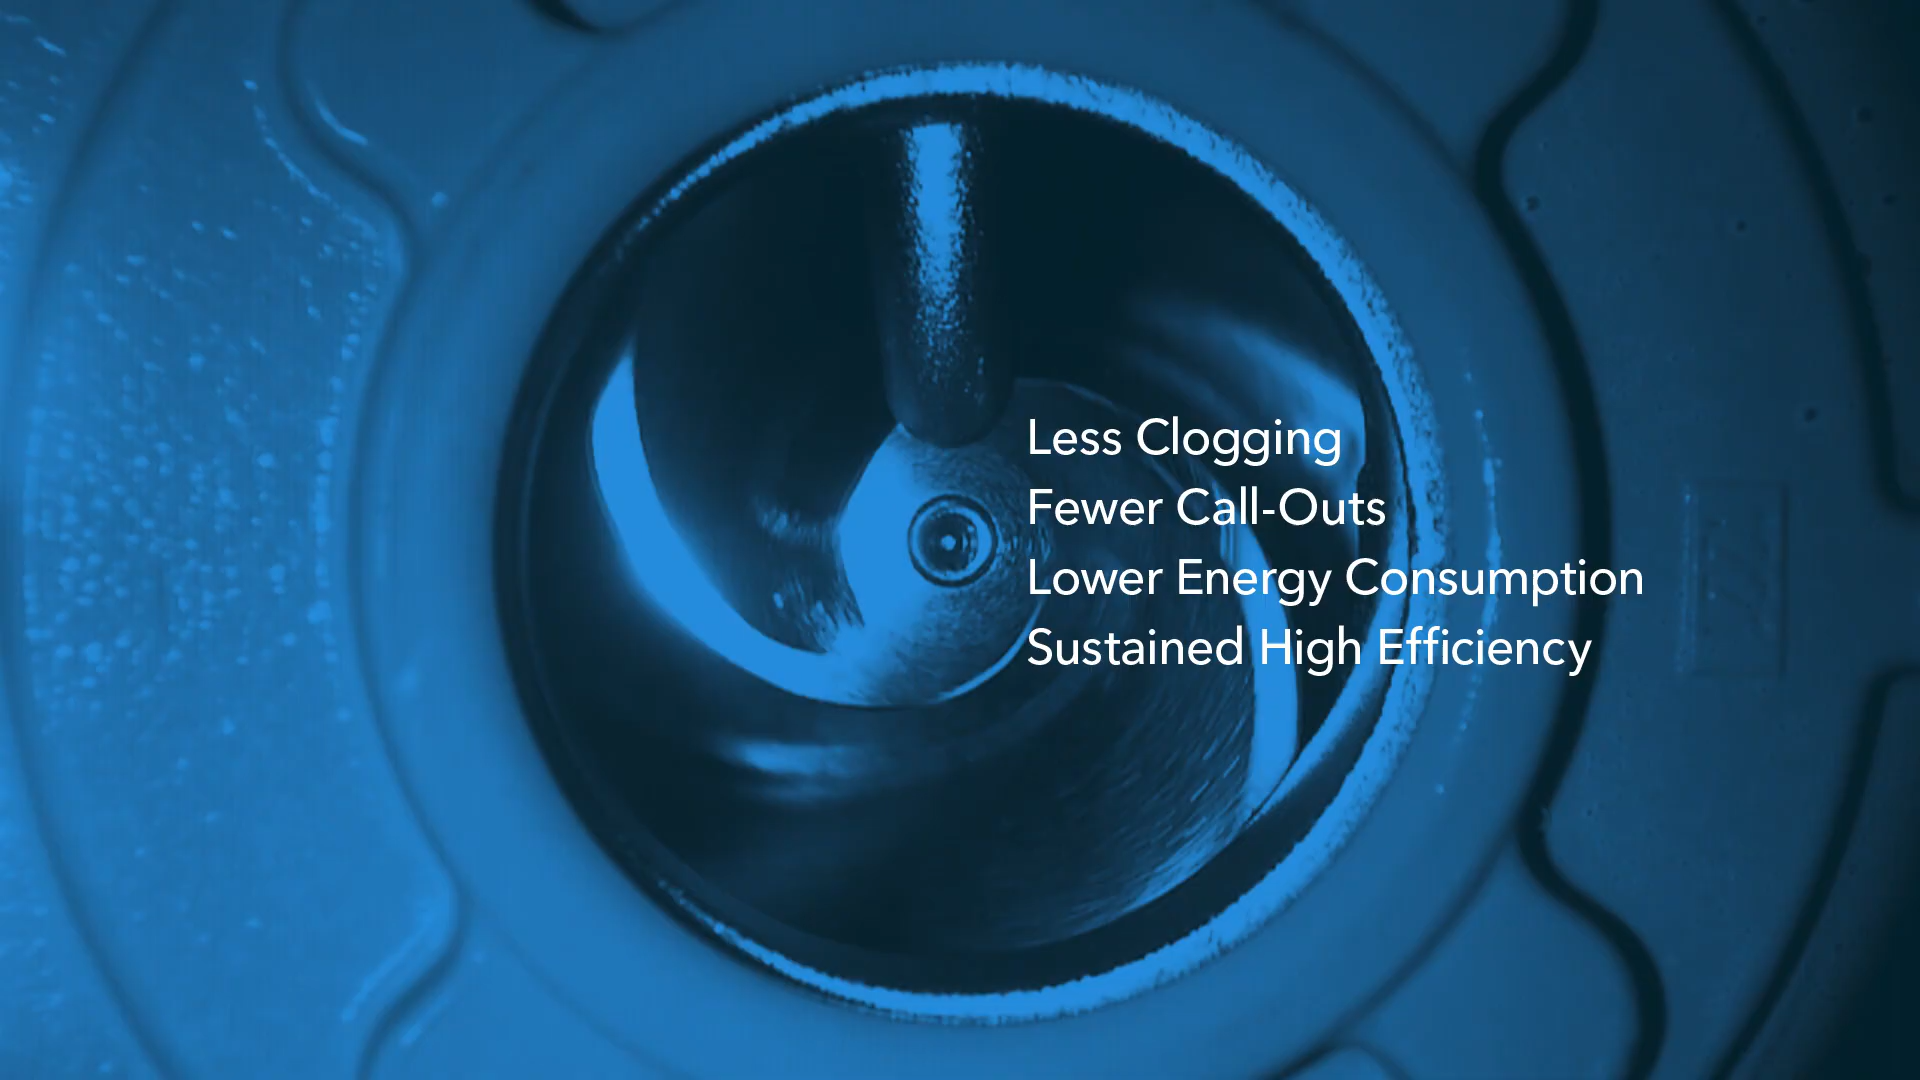 Less Clogging
Fewer Call-Outs
Lower Energy Consumption
Sustained High Efficiency